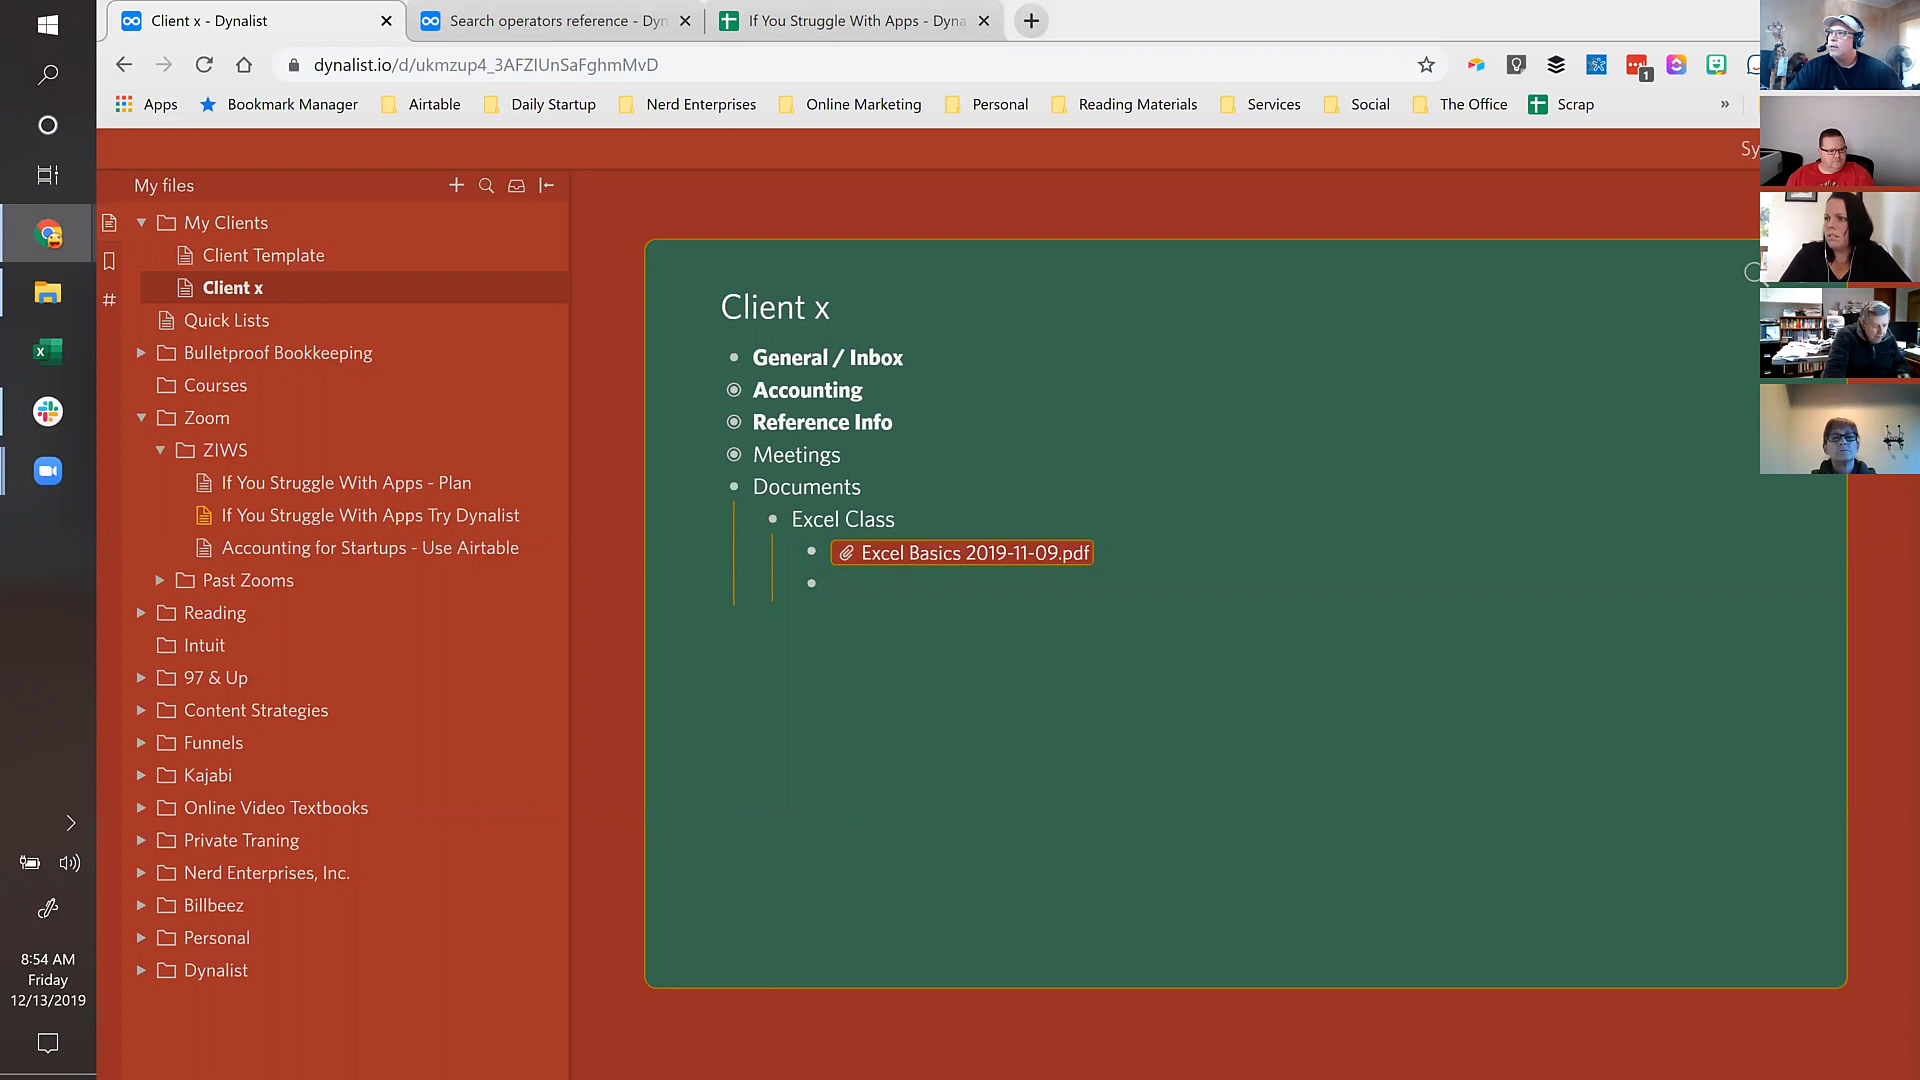 Client x - Dynalist
Search operators reference - Dyn
If You Struggle With Apps - Dyna
dynalist.io/d/ukmzup4_3AFZIUnSaFghmMvD
1
Apps
Bookmark Manager
Airtable
Daily Startup
Nerd Enterprises
Online Marketing
Personal
Reading Materials
Services
Social
The Office
Scrap
»
Sy
My files
My Clients
Client Template
Client x
Quick Lists
Bulletproof Bookkeeping
Courses
Zoom
ZIWS
If You Struggle With Apps - Plan
If You Struggle With Apps Try Dynalist
Accounting for Startups - Use Airtable
Past Zooms
Reading
Intuit
97 & Up
Content Strategies
Funnels
Kajabi
Online Video Textbooks
Private Traning
Nerd Enterprises, Inc.
Billbeez
Personal
Dynalist
Client x
General / Inbox
Accounting
Reference Info
Meetings
Documents
Excel Class
Excel Basics 2019-11-09.pdf
8:54 AM
Friday
12/13/2019